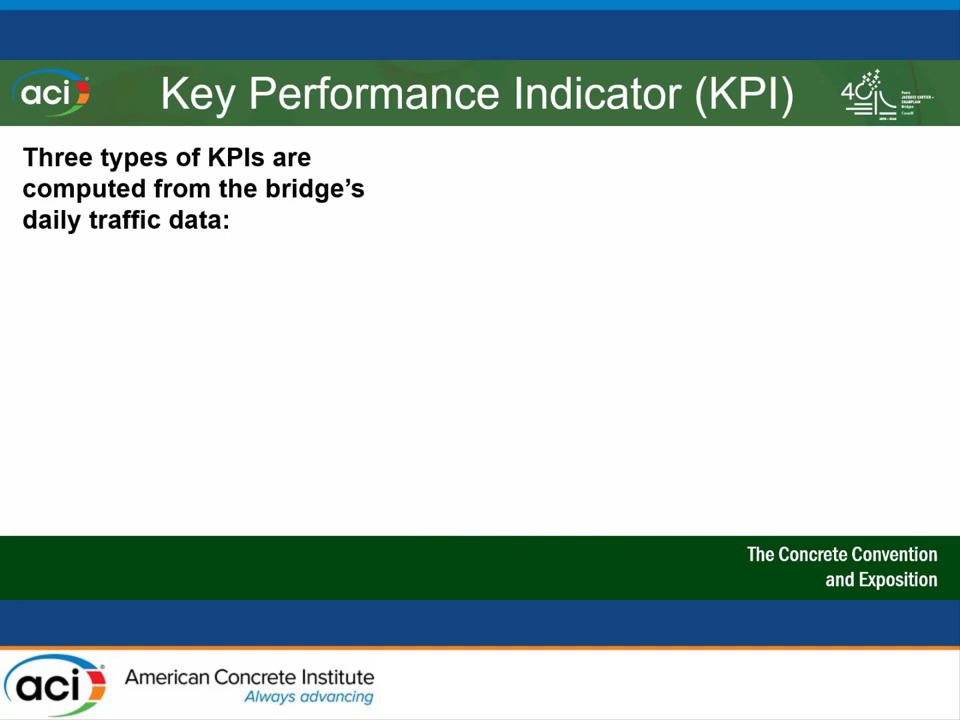 aci
Key Performance Indicator (KPI)
40
Three types of KPIs are
computed from the bridge’s
daily traffic data:
The Concrete Convention
and Exposition
aci
American Concrete Institute
Always advancing